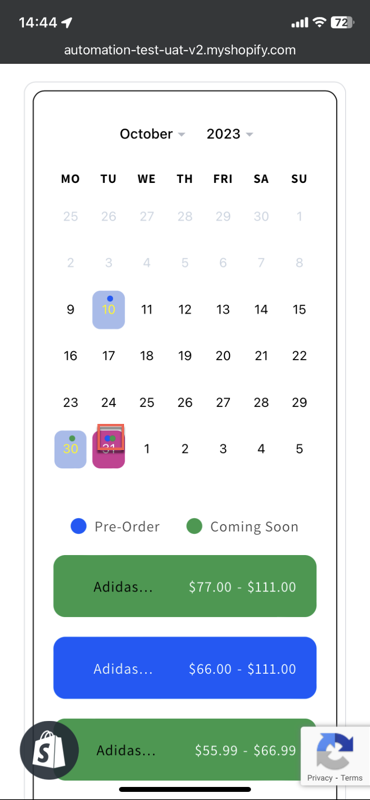 14:44
72
automation-test-uat-v2.myshopify.com
October 2023
MO TU WE TH FRI SA SU
25 26 27 28 29 30 1
2 3 4 5 6 7 8
9 10 11 12 13 14 15
16 17 18 19 20 21 22
23 24 25 26 27 28 29
30 31 1 2 3 4 5
Pre-Order Coming Soon
Adidas... $77.00 - $111.00
Adidas... $66.00 - $111.00
Adidas... $55.99 - $66.99
Privacy - Terms